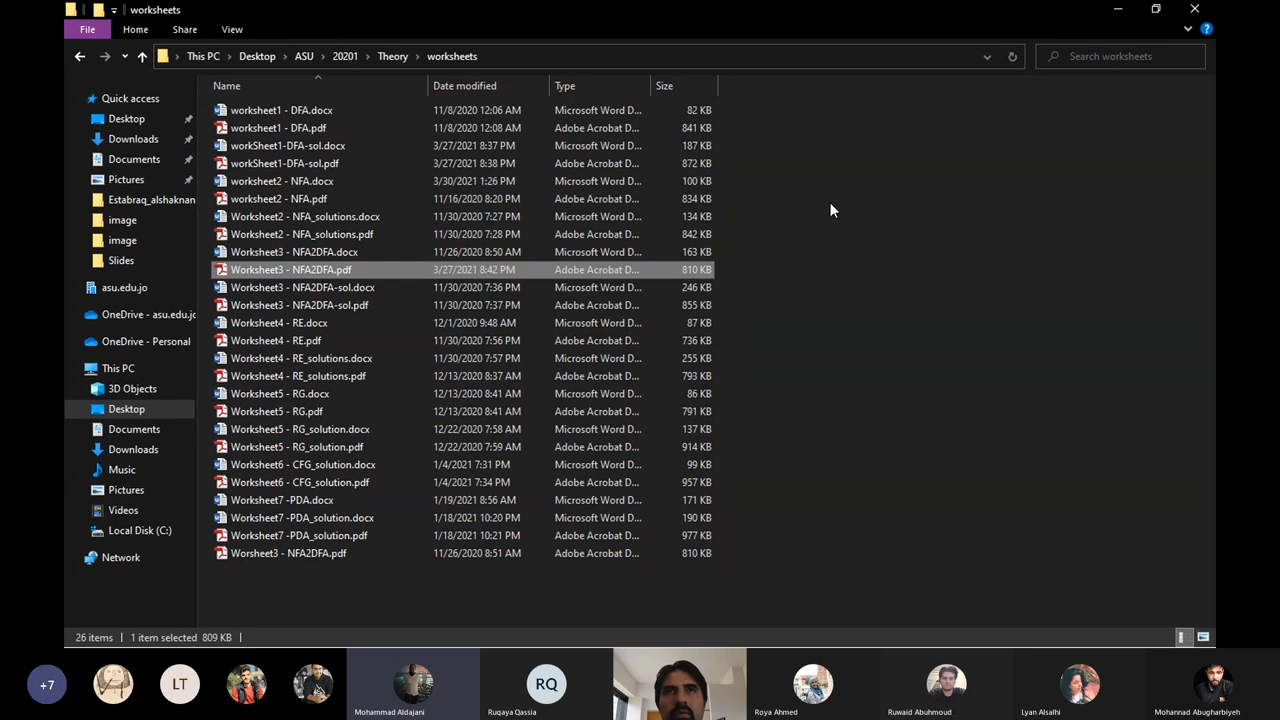 worksheets
File Home Share View
This PC Desktop ASU 20201 Theory worksheets Search worksheets
Name Date modified Type Size
Quick access
Desktop
Downloads
Documents
Pictures
Estabraq_alshaknan
image
image
Slides
asu.edu.jo
OneDrive - asu.edu.jo
OneDrive - Personal
This PC
3D Objects
Desktop
Documents
Downloads
Music
Pictures
Videos
Local Disk (C:)
Network
worksheet1 - DFA.docx 11/8/2020 12:06 AM Microsoft Word D... 82 KB
worksheet1 - DFA.pdf 11/8/2020 12:08 AM Adobe Acrobat D... 841 KB
workSheet1-DFA-sol.docx 3/27/2021 8:37 PM Microsoft Word D... 187 KB
workSheet1-DFA-sol.pdf 3/27/2021 8:38 PM Adobe Acrobat D... 872 KB
worksheet2 - NFA.docx 3/30/2021 1:26 PM Microsoft Word D... 100 KB
worksheet2 - NFA.pdf 11/16/2020 8:20 PM Adobe Acrobat D... 834 KB
Worksheet2 - NFA_solutions.docx 11/30/2020 7:27 PM Microsoft Word D... 134 KB
Worksheet2 - NFA_solutions.pdf 11/30/2020 7:28 PM Adobe Acrobat D... 842 KB
Worksheet3 - NFA2DFA.docx 11/26/2020 8:50 AM Microsoft Word D... 163 KB
Worksheet3 - NFA2DFA.pdf 3/27/2021 8:42 PM Adobe Acrobat D... 810 KB
Worksheet3 - NFA2DFA-sol.docx 11/30/2020 7:36 PM Microsoft Word D... 246 KB
Worksheet3 - NFA2DFA-sol.pdf 11/30/2020 7:37 PM Adobe Acrobat D... 855 KB
Worksheet4 - RE.docx 12/1/2020 9:48 AM Microsoft Word D... 87 KB
Worksheet4 - RE.pdf 11/30/2020 7:56 PM Adobe Acrobat D... 736 KB
Worksheet4 - RE_solutions.docx 11/30/2020 7:57 PM Microsoft Word D... 255 KB
Worksheet4 - RE_solutions.pdf 12/13/2020 8:37 AM Adobe Acrobat D... 793 KB
Worksheet5 - RG.docx 12/13/2020 8:41 AM Microsoft Word D... 86 KB
Worksheet5 - RG.pdf 12/13/2020 8:41 AM Adobe Acrobat D... 791 KB
Worksheet5 - RG_solution.docx 12/22/2020 7:58 AM Microsoft Word D... 137 KB
Worksheet5 - RG_solution.pdf 12/22/2020 7:59 AM Adobe Acrobat D... 914 KB
Worksheet6 - CFG_solution.docx 1/4/2021 7:31 PM Microsoft Word D... 99 KB
Worksheet6 - CFG_solution.pdf 1/4/2021 7:34 PM Adobe Acrobat D... 957 KB
Worksheet7 -PDA.docx 1/19/2021 8:56 AM Microsoft Word D... 171 KB
Worksheet7 -PDA_solution.docx 1/18/2021 10:20 PM Microsoft Word D... 190 KB
Worksheet7 -PDA_solution.pdf 1/18/2021 10:21 PM Adobe Acrobat D... 977 KB
Worsheet3 - NFA2DFA.pdf 11/26/2020 8:51 AM Adobe Acrobat D... 810 KB
26 items 1 item selected 809 KB
+7 LT RQ
Mohammad Aldajani Ruqaya Qassia Roya Ahmed Ruwaid Abuhmoud Lyan Alsalhi Mohannad Abugharbiyeh